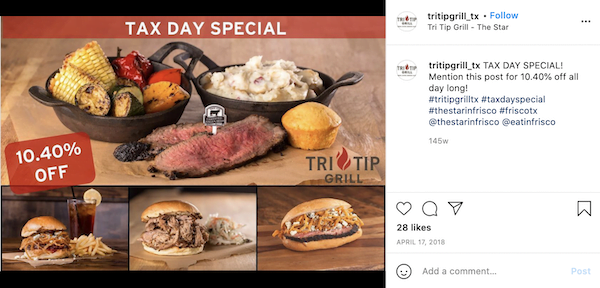 TAX DAY SPECIAL
10.40%
OFF
TRI TIP
GRILL
tritipgrill_tx • Follow
Tri Tip Grill - The Star
tritipgrill_tx TAX DAY SPECIAL!
Mention this post for 10.40% off all
day long!
#tritipgrilltx #taxdayspecial
#thestarinfrisco #friscotx
@thestarinfrisco @eatinfrisco
145w
28 likes
APRIL 17, 2018
Add a comment...
Post